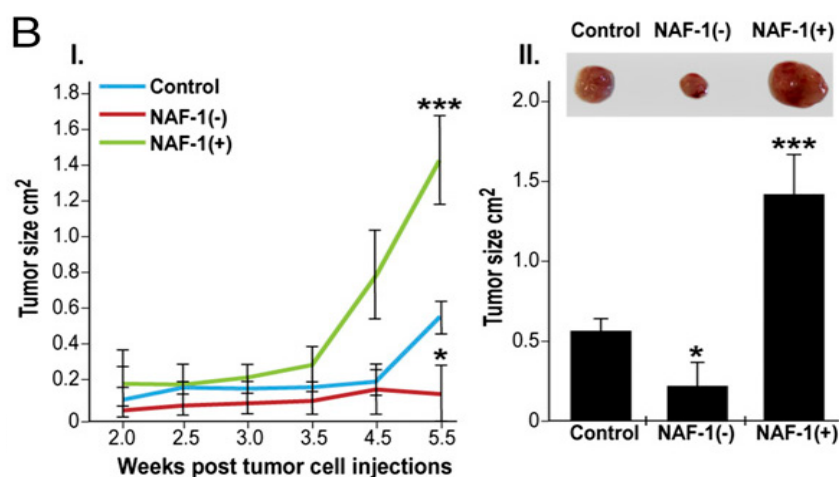 B
I.
Control
NAF-1(-)
NAF-1(+)
Tumor size cm2
1.8
1.6
1.4
1.2
1.0
0.8
0.6
0.4
0.2
0
***
*
2.0 2.5 3.0 3.5 4.5 5.5
Weeks post tumor cell injections
II.
Control NAF-1(-) NAF-1(+)
Tumor size cm2
2.0
1.5
1.0
0.5
0
*
***
Control NAF-1(-) NAF-1(+)